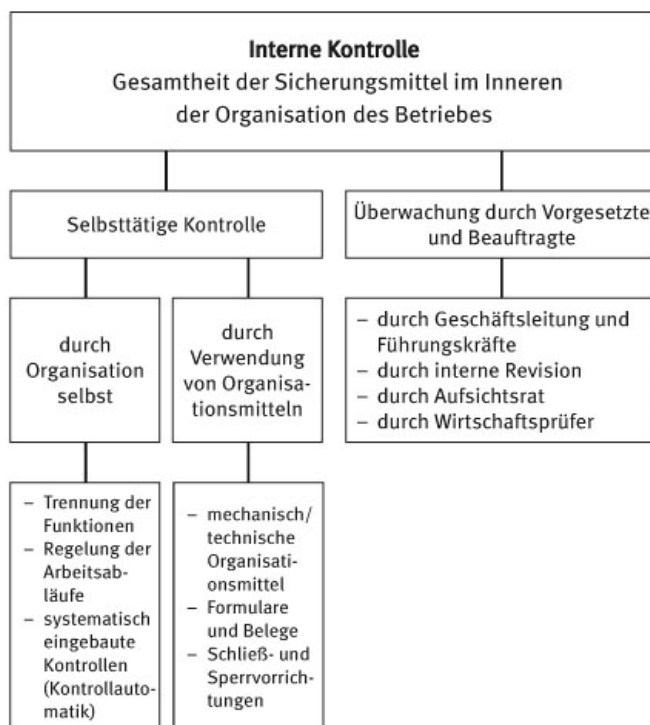 Interne Kontrolle
Gesamtheit der Sicherungsmittel im Inneren
der Organisation des Betriebes
Selbsttätige Kontrolle
Überwachung durch Vorgesetzte
und Beauftragte
durch
Organisation
selbst
durch
Verwendung
von Organisa-
tionsmitteln
– durch Geschäftsleitung und
Führungskräfte
– durch interne Revision
– durch Aufsichtsrat
– durch Wirtschaftsprüfer
– Trennung der
Funktionen
– Regelung der
Arbeitsab-
läufe
– systematisch
eingebaute
Kontrollen
(Kontrollauto-
matik)
– mechanisch/
technische
Organisati-
onsmittel
– Formulare
und Belege
– Schließ- und
Sperrvorrich-
tungen